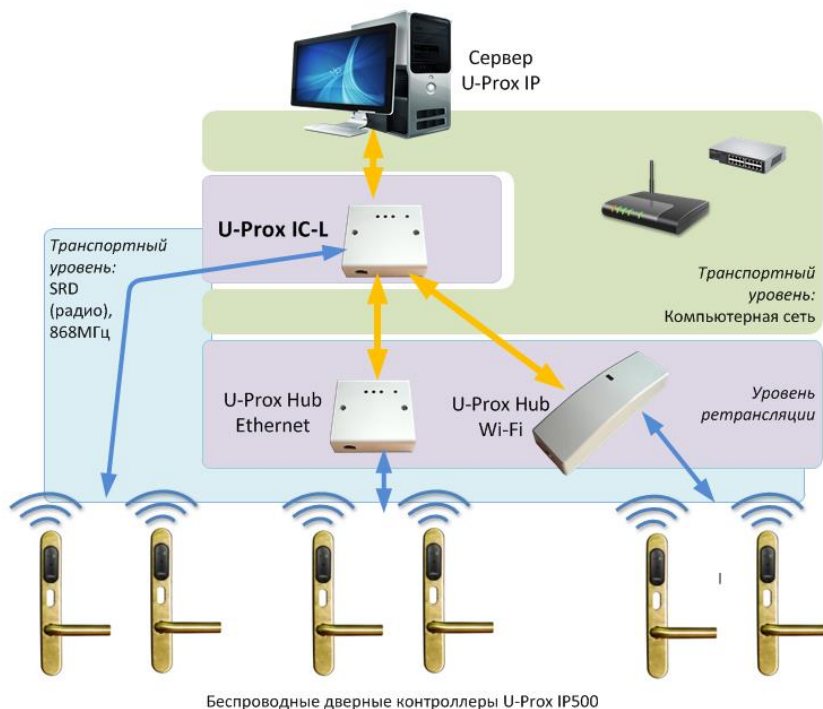 Сервер
U-Prox IP
U-Prox IC-L
Транспортный
уровень:
SRD
(радио),
868МГц
Транспортный
уровень:
Компьютерная сеть
U-Prox Hub
Ethernet
U-Prox Hub
Wi-Fi
Уровень
ретрансляции
I
Беспроводные дверные контроллеры U-Prox IP500